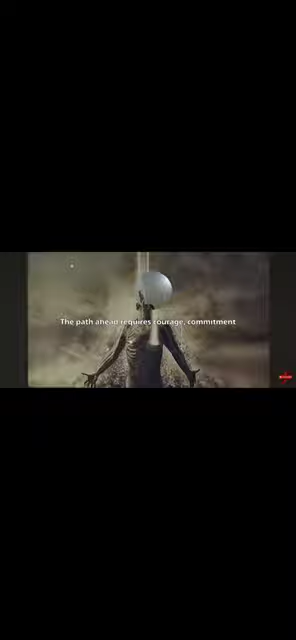 The path ahead requires courage, commitment